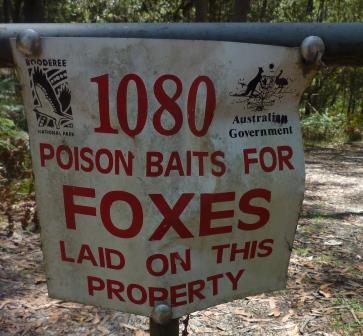 BOODEREE
NATIONAL PARK
1080
Australian
Government
POISON BAITS FOR
FOXES
LAID ON THIS
PROPERTY